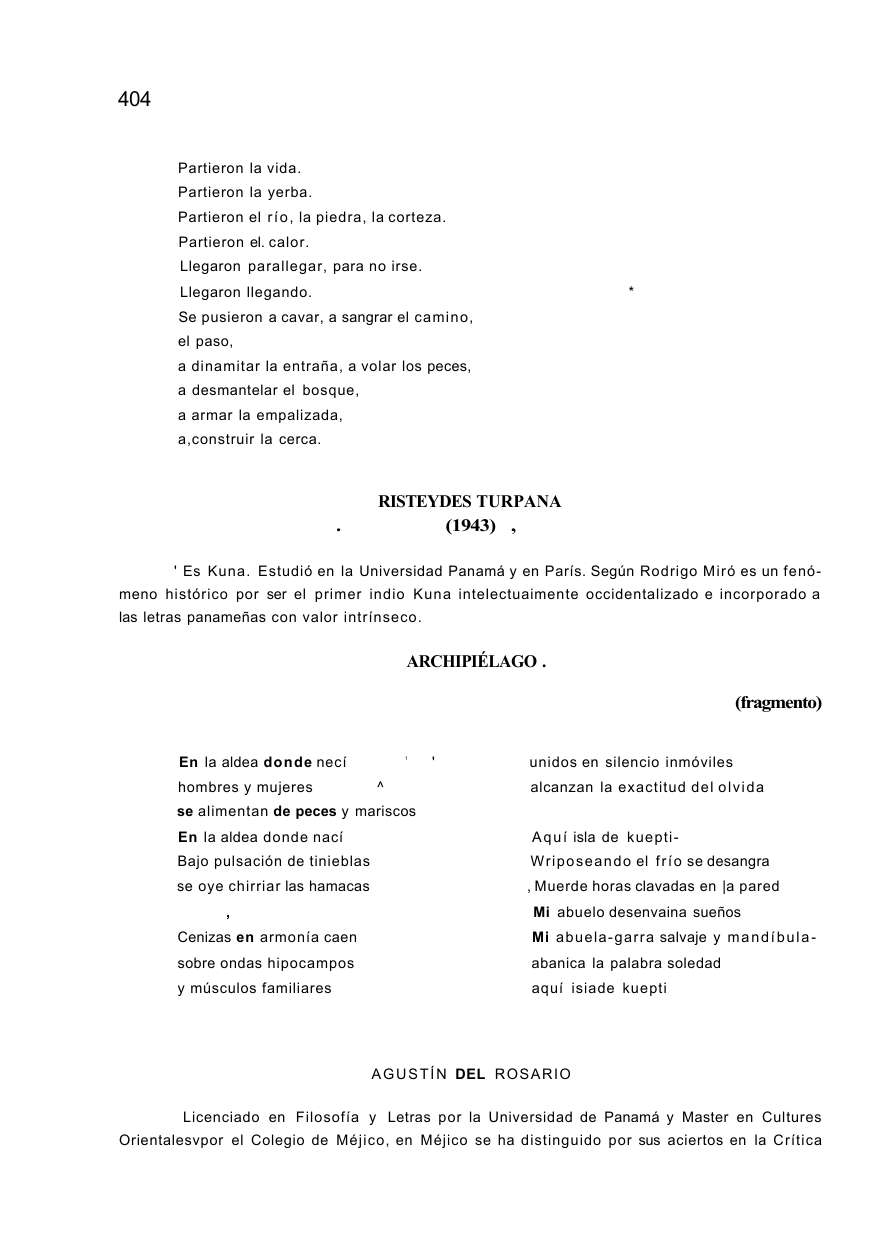 404
Partieron la vida.
Partieron la yerba.
Partieron el río, la piedra, la corteza.
Partieron el. calor.
Llegaron parallegar, para no irse.
Llegaron llegando. *
Se pusieron a cavar, a sangrar el camino,
el paso,
a dinamitar la entraña, a volar los peces,
a desmantelar el bosque,
a armar la empalizada,
a,construir la cerca.
RISTEYDES TURPANA
. (1943) ,
' Es Kuna. Estudió en la Universidad Panamá y en París. Según Rodrigo Miró es un fenó-
meno histórico por ser el primer indio Kuna intelectuaimente occidentalizado e incorporado a
las letras panameñas con valor intrínseco.
ARCHIPIÉLAGO .
(fragmento)
En la aldea donde necí ' '
hombres y mujeres ^
se alimentan de peces y mariscos
En la aldea donde nací
Bajo pulsación de tinieblas
se oye chirriar las hamacas
,
Cenizas en armonía caen
sobre ondas hipocampos
y músculos familiares
unidos en silencio inmóviles
alcanzan la exactitud del olvida
Aquí isla de kuepti-
Wriposeando el frío se desangra
, Muerde horas clavadas en |a pared
Mi abuelo desenvaina sueños
Mi abuela-garra salvaje y mandíbula-
abanica la palabra soledad
aquí isiade kuepti
AGUSTÍN DEL ROSARIO
Licenciado en Filosofía y Letras por la Universidad de Panamá y Master en Cultures
Orientalesvpor el Colegio de Méjico, en Méjico se ha distinguido por sus aciertos en la Crítica